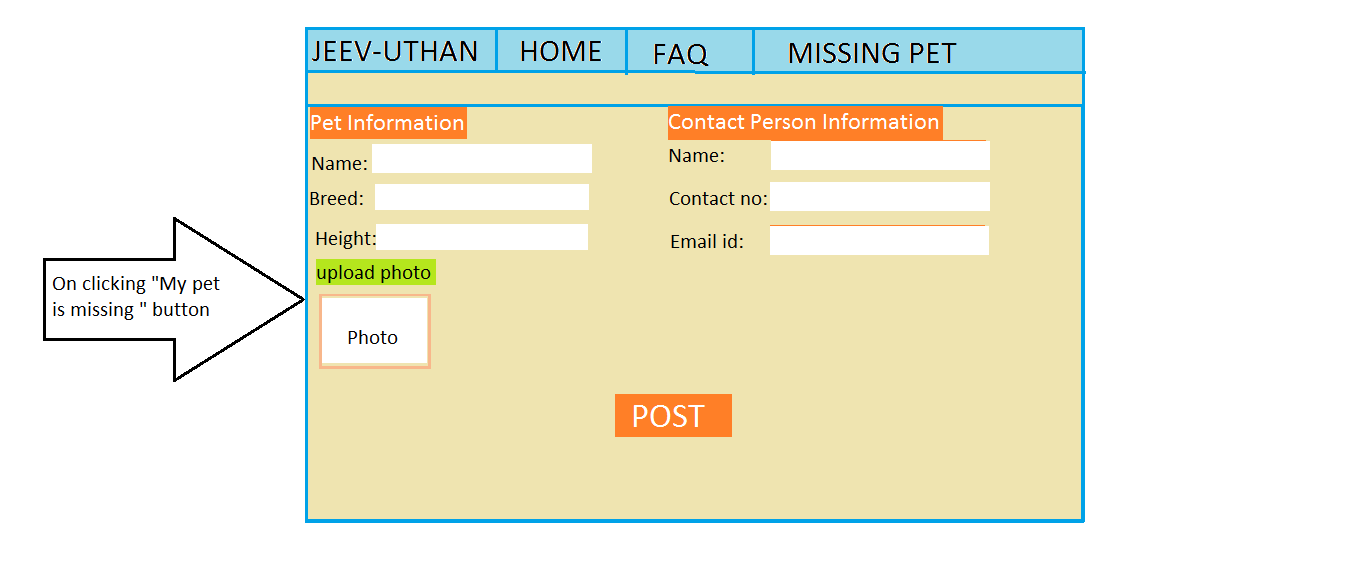 JEEV-UTHAN HOME FAQ MISSING PET
Pet Information
Name:
Breed:
Height:
upload photo
Photo
Contact Person Information
Name:
Contact no:
Email id:
POST
On clicking "My pet
is missing " button